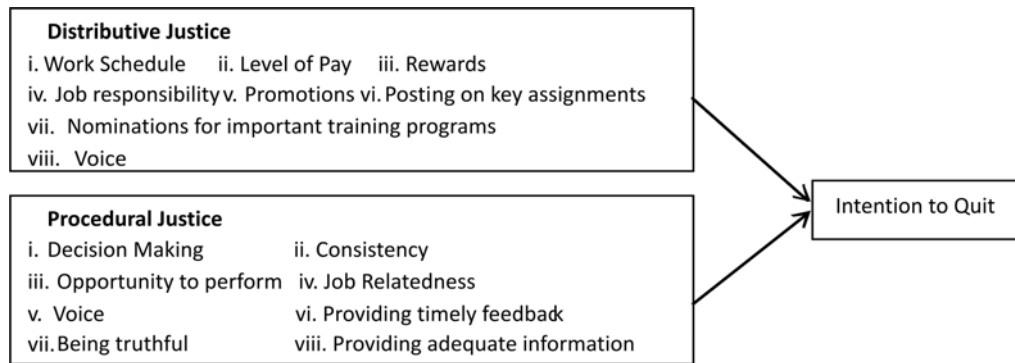 Distributive Justice
i. Work Schedule ii. Level of Pay iii. Rewards
iv. Job responsibility v. Promotions vi. Posting on key assignments
vii. Nominations for important training programs
viii. Voice
Procedural Justice
i. Decision Making ii. Consistency
iii. Opportunity to perform iv. Job Relatedness
v. Voice vi. Providing timely feedback
vii. Being truthful viii. Providing adequate information
Intention to Quit